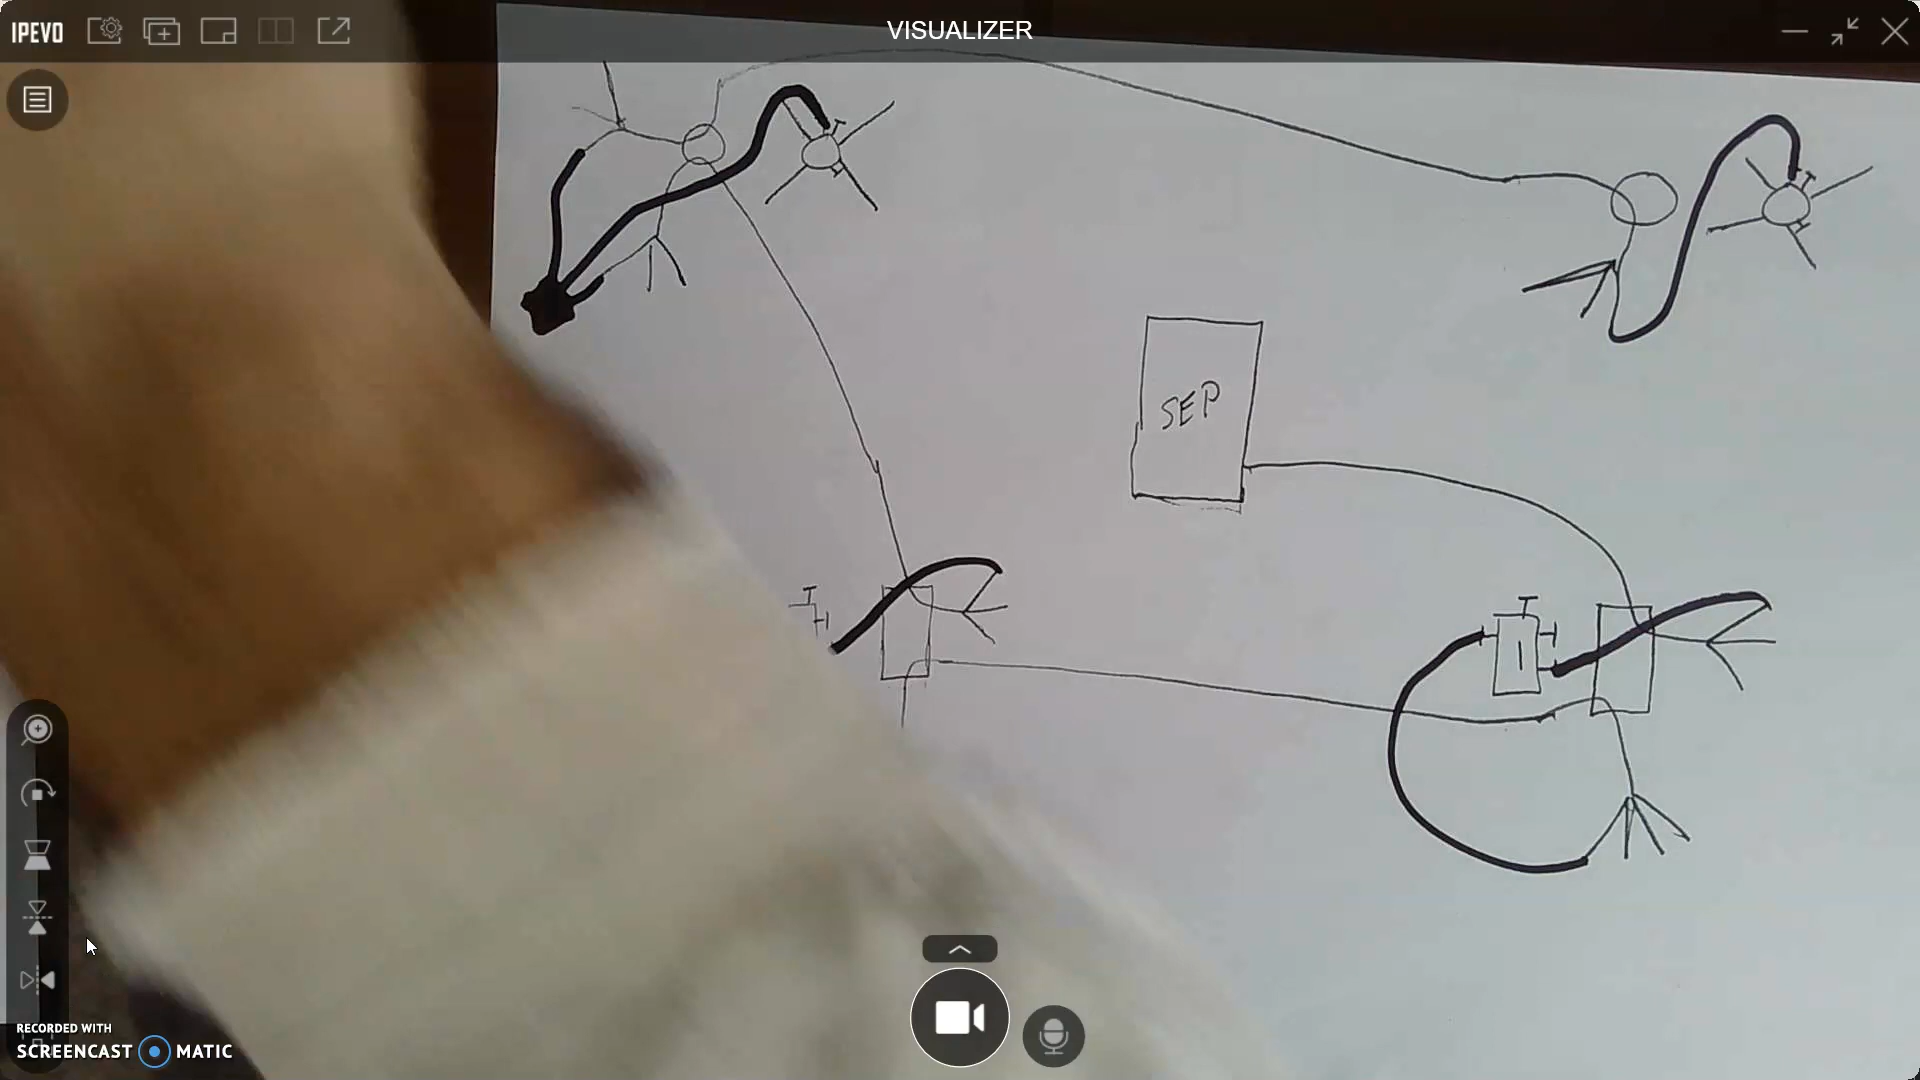 IPEVO
VISUALIZER
SEP
RECORDED WITH
SCREENCAST MATIC